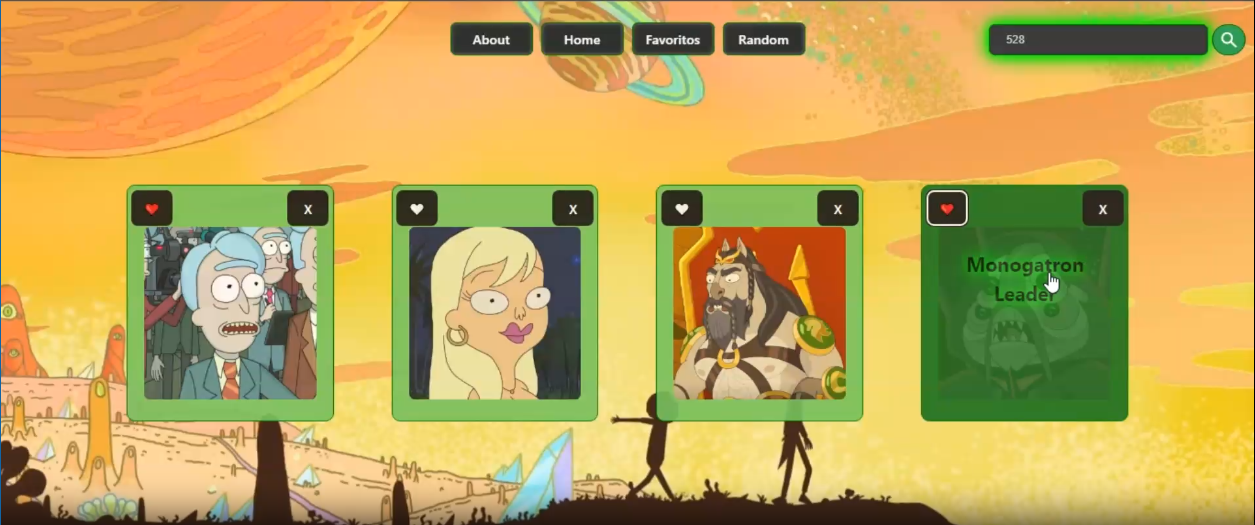 About
Home
Favoritos
Random
528
X
X
X
X
Monogatron
Leader